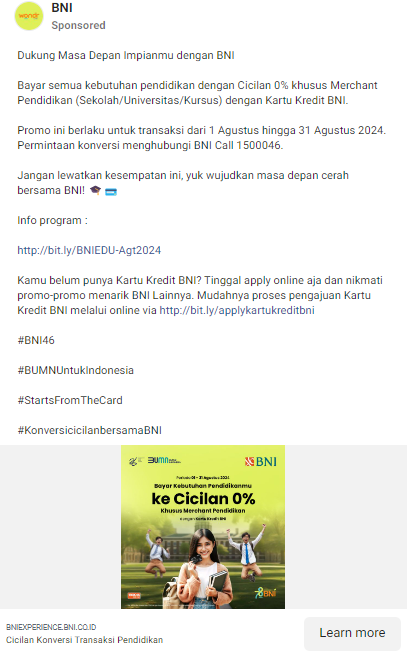 wondr
BNI
Sponsored
Dukung Masa Depan Impianmu dengan BNI
Bayar semua kebutuhan pendidikan dengan Cicilan 0% khusus Merchant
Pendidikan (Sekolah/Universitas/Kursus) dengan Kartu Kredit BNI.
Promo ini berlaku untuk transaksi dari 1 Agustus hingga 31 Agustus 2024.
Permintaan konversi menghubungi BNI Call 1500046.
Jangan lewatkan kesempatan ini, yuk wujudkan masa depan cerah
bersama BNI! 🎓 💳
Info program :
http://bit.ly/BNIEDU-Agt2024
Kamu belum punya Kartu Kredit BNI? Tinggal apply online aja dan nikmati
promo-promo menarik BNI Lainnya. Mudahnya proses pengajuan Kartu
Kredit BNI melalui online via http://bit.ly/applykartukreditbni
#BNI46
#BUMNUntukIndonesia
#StartsFromTheCard
#KonversicicilanbersamaBNI
BUMN
BNI
Periode 01 - 31 Agustus 2024
Bayar Kebutuhan Pendidikanmu
ke Cicilan 0%
Khusus Merchant Pendidikan
dengan Kartu Kredit BNI
BNI
BNIEXPERIENCE.BNI.CO.ID
Cicilan Konversi Transaksi Pendidikan
Learn more